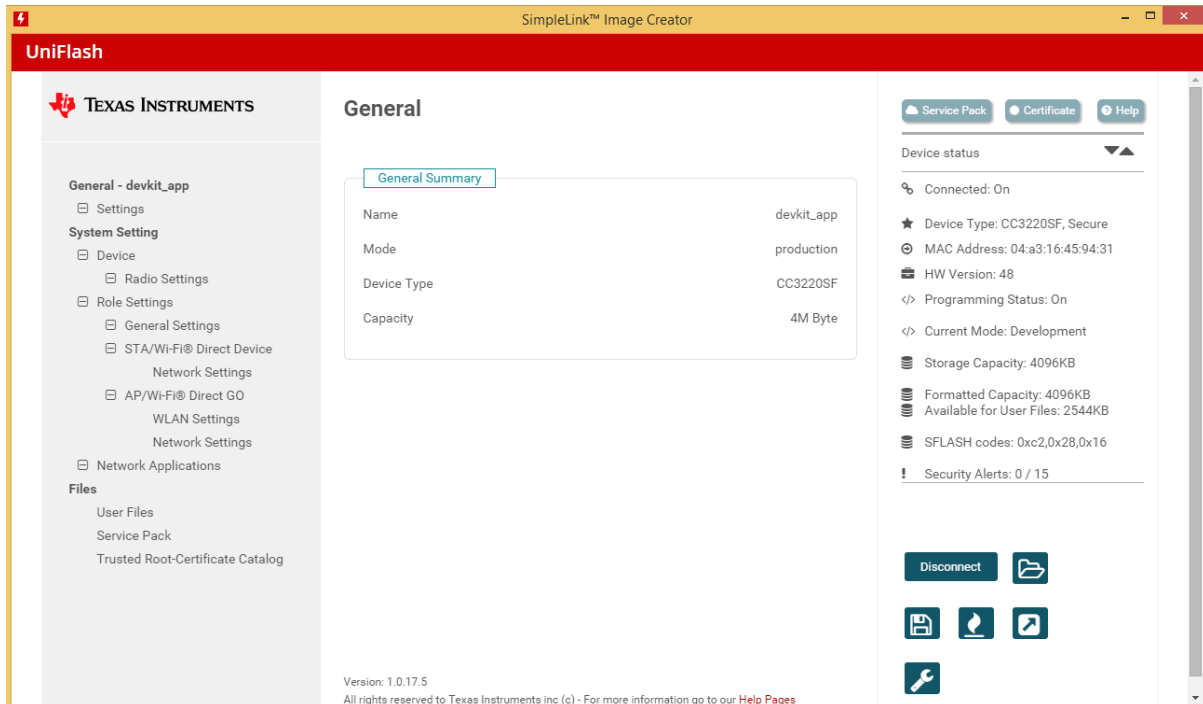 SimpleLink™ Image Creator
UniFlash
TEXAS INSTRUMENTS
General - devkit_app
Settings
System Setting
Device
Radio Settings
Role Settings
General Settings
STA/Wi-Fi® Direct Device
Network Settings
AP/Wi-Fi® Direct GO
WLAN Settings
Network Settings
Network Applications
Files
User Files
Service Pack
Trusted Root-Certificate Catalog
General
General Summary
Name devkit_app
Mode production
Device Type CC3220SF
Capacity 4M Byte
Version: 1.0.17.5
All rights reserved to Texas Instruments inc (c) - For more information go to our Help Pages
Service Pack Certificate Help
Device status
Connected: On
Device Type: CC3220SF, Secure
MAC Address: 04:a3:16:45:94:31
HW Version: 48
</> Programming Status: On
</> Current Mode: Development
Storage Capacity: 4096KB
Formatted Capacity: 4096KB
Available for User Files: 2544KB
SFLASH codes: 0xc2,0x28,0x16
! Security Alerts: 0 / 15
Disconnect